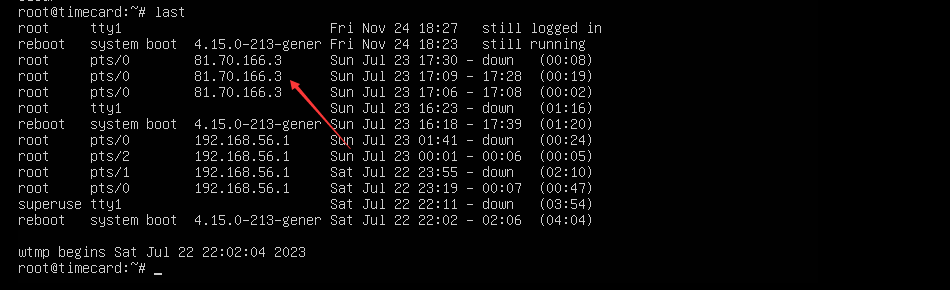 root@timecard:~# last
root     tty1                          Fri Nov 24 18:27   still logged in
reboot   system boot  4.15.0-213-gener Fri Nov 24 18:23   still running
root     pts/0        81.70.166.3      Sun Jul 23 17:30 - down   (00:08)
root     pts/0        81.70.166.3      Sun Jul 23 17:09 - 17:28  (00:19)
root     pts/0        81.70.166.3      Sun Jul 23 17:06 - 17:08  (00:02)
root     tty1                          Sun Jul 23 16:23 - down   (01:16)
reboot   system boot  4.15.0-213-gener Sun Jul 23 16:18 - 17:39  (01:20)
root     pts/0        192.168.56.1     Sun Jul 23 01:41 - down   (00:24)
root     pts/2        192.168.56.1     Sun Jul 23 00:01 - 00:06  (00:05)
root     pts/1        192.168.56.1     Sat Jul 22 23:55 - down   (02:10)
root     pts/0        192.168.56.1     Sat Jul 22 23:19 - 00:07  (00:47)
superuse tty1                          Sat Jul 22 22:11 - down   (03:54)
reboot   system boot  4.15.0-213-gener Sat Jul 22 22:02 - 02:06  (04:04)
wtmp begins Sat Jul 22 22:02:04 2023
root@timecard:~# _